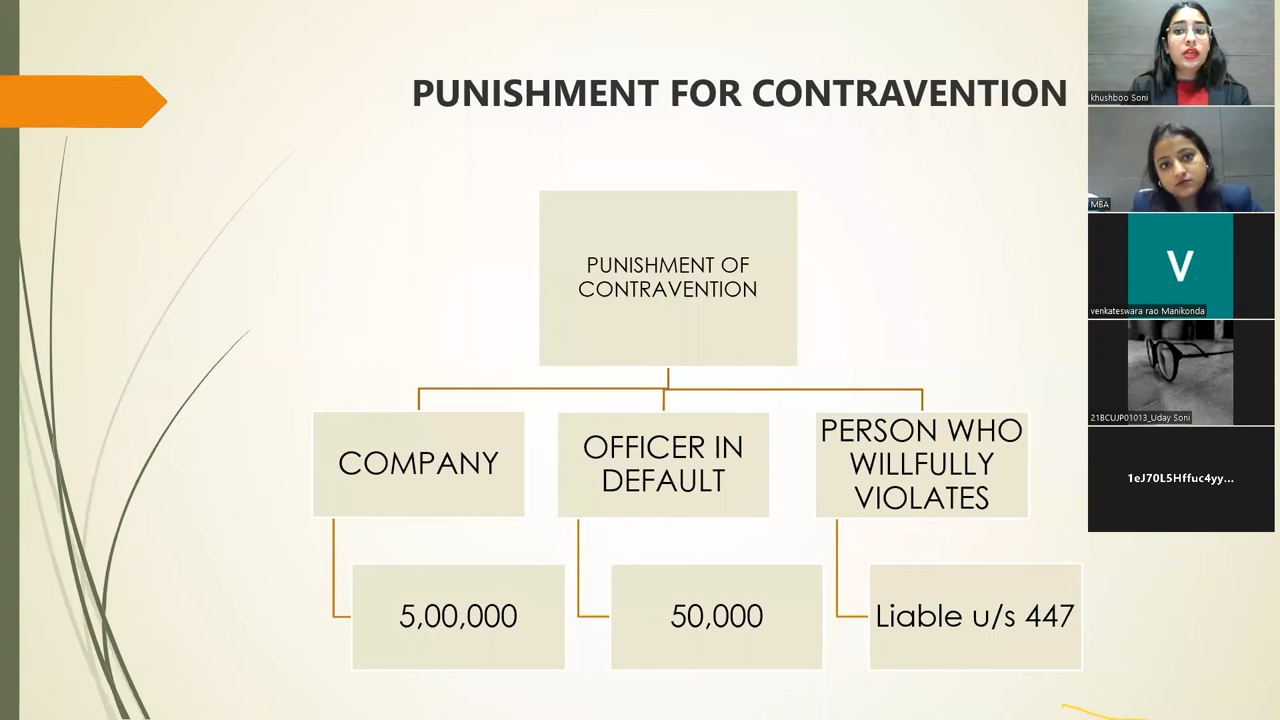 PUNISHMENT FOR CONTRAVENTION
PUNISHMENT OF
CONTRAVENTION
COMPANY
OFFICER IN
DEFAULT
PERSON WHO
WILLFULLY
VIOLATES
5,00,000
50,000
Liable u/s 447
khushboo Soni
MBA
V
venkateswara rao Manikonda
21BCUJP01013_Uday Soni
1eJ70L5Hffuc4yy...